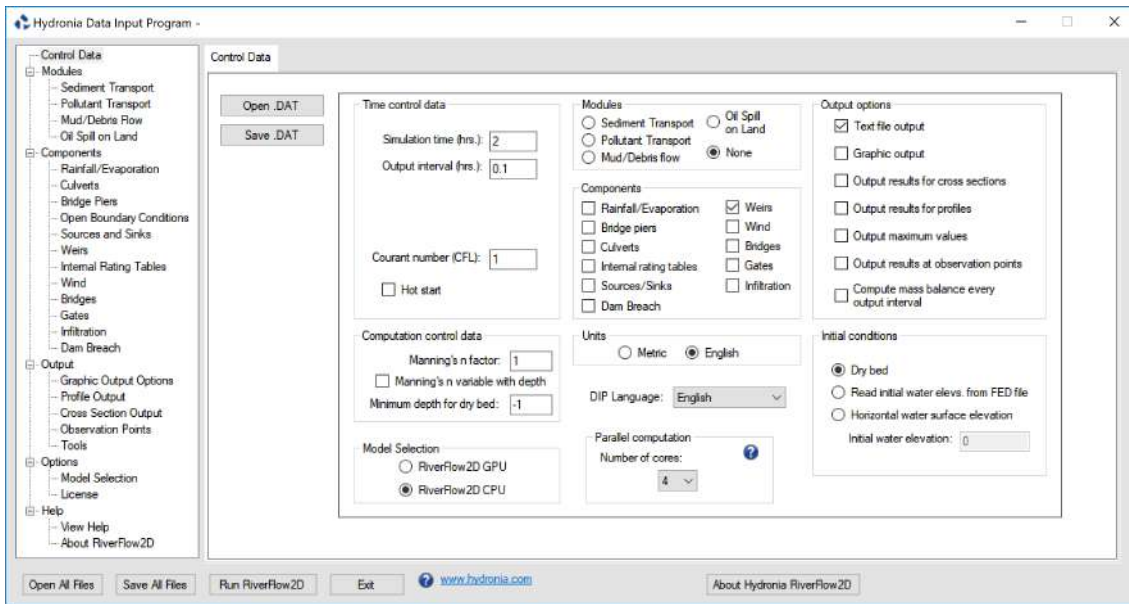 Hydronia Data Input Program -
Control Data
Modules
Sediment Transport
Pollutant Transport
Mud/Debris Flow
Oil Spill on Land
Components
Rainfall/Evaporation
Culverts
Bridge Piers
Open Boundary Conditions
Sources and Sinks
Weirs
Internal Rating Tables
Wind
Bridges
Gates
Infiltration
Dam Breach
Output
Graphic Output Options
Profile Output
Cross Section Output
Observation Points
Tools
Options
Model Selection
License
Help
View Help
About RiverFlow2D
Control Data
Open .DAT
Save .DAT
Time control data
Simulation time (hrs.): 2
Output interval (hrs.): 0.1
Courant number (CFL): 1
Hot start
Computation control data
Manning's n factor: 1
Manning's n variable with depth
Minimum depth for dry bed: -1
Model Selection
RiverFlow2D GPU
RiverFlow2D CPU
Modules
Sediment Transport
Pollutant Transport
Mud/Debris flow
Oil Spill
on Land
None
Components
Rainfall/Evaporation
Bridge piers
Culverts
Internal rating tables
Sources/Sinks
Dam Breach
Weirs
Wind
Bridges
Gates
Infiltration
Units
Metric English
DIP Language: English
Parallel computation
Number of cores:
4
Output options
Text file output
Graphic output
Output results for cross sections
Output results for profiles
Output maximum values
Output results at observation points
Compute mass balance every
output interval
Initial conditions
Dry bed
Read initial water elevs. from FED file
Horizontal water surface elevation
Initial water elevation: 0
Open All Files Save All Files Run RiverFlow2D Exit www.hydronia.com About Hydronia RiverFlow2D